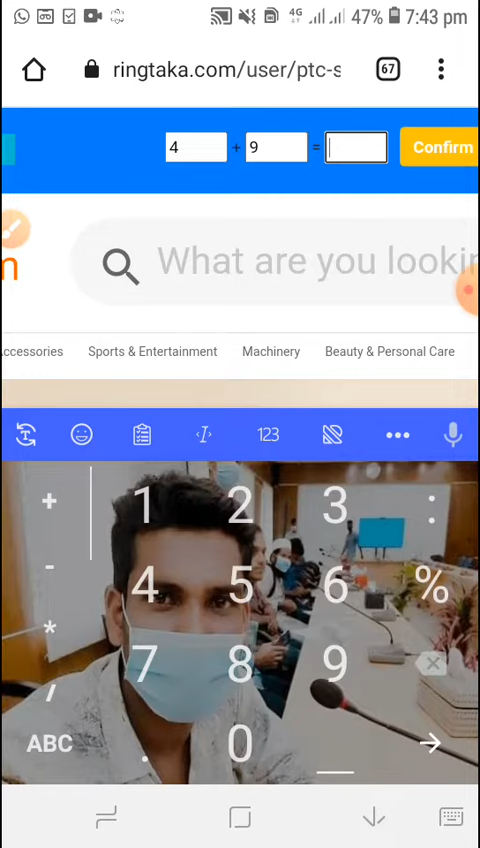 4G 47% 7:43 pm
ringtaka.com/user/ptc-s 67
4 + 9 = Confirm
m
What are you lookin
ccessories Sports & Entertainment Machinery Beauty & Personal Care
T I 123
+ 1 2 3 :
- 4 5 6 %
* 7 8 9
/
ABC . 0 _